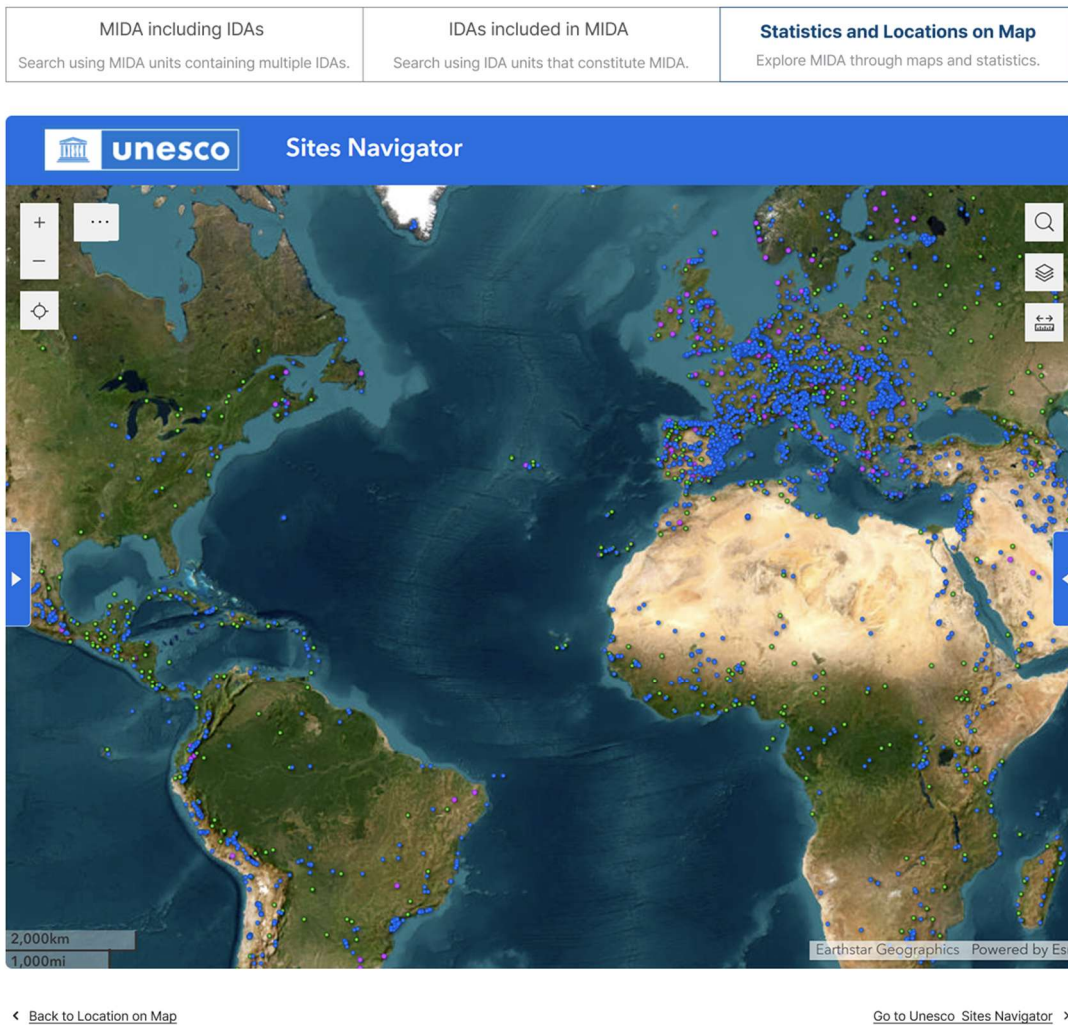 MIDA including IDAs
Search using MIDA units containing multiple IDAs.
IDAs included in MIDA
Search using IDA units that constitute MIDA.
Statistics and Locations on Map
Explore MIDA through maps and statistics.
unesco
Sites Navigator
+
...
−
2,000km
1,000mi
Earthstar Geographics Powered by Es
< Back to Location on Map
Go to Unesco Sites Navigator >